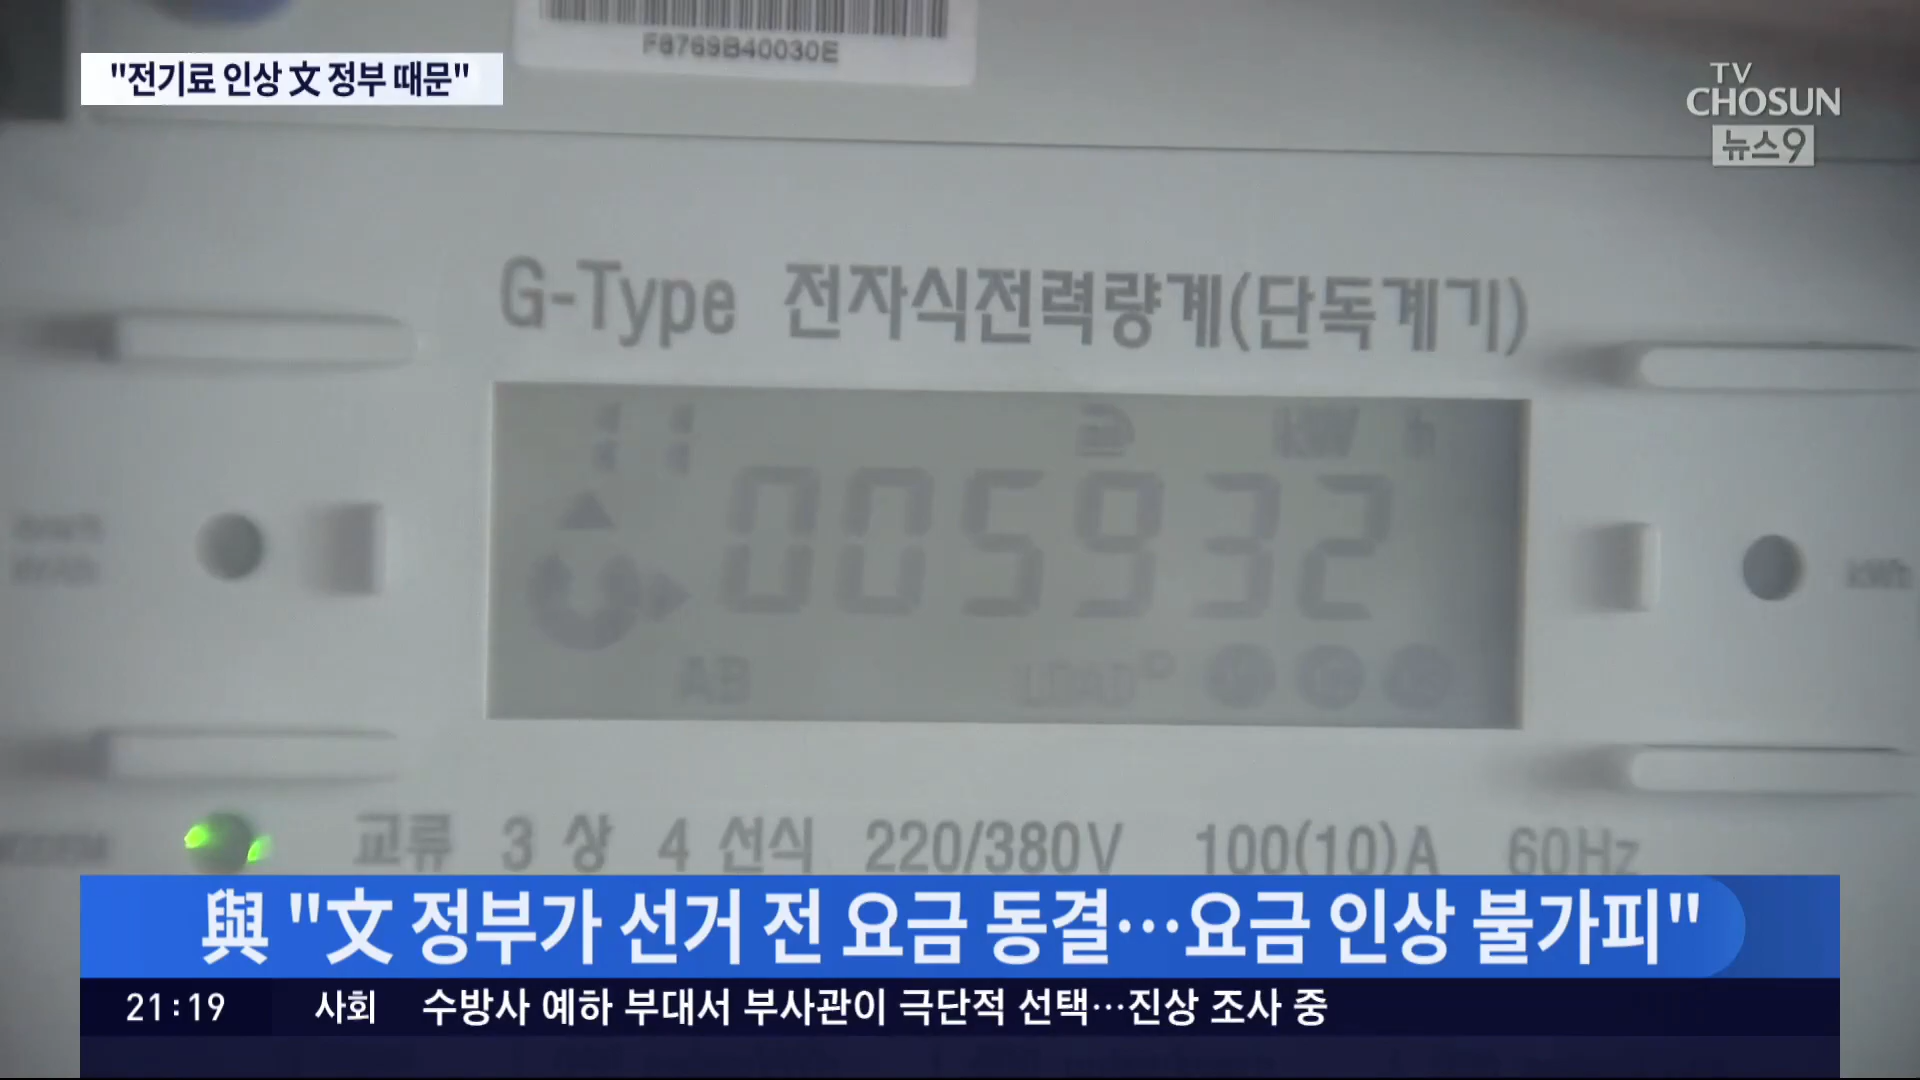 F8769B40030E
"전기료 인상 文 정부 때문"
TV
CHOSUN
뉴스9
G-Type 전자식전력량계(단독계기)
kW h
005932
AB
LOAD
kWh
교류 3 상 4 선식 220/380V 100(10)A 60Hz
與 "文 정부가 선거 전 요금 동결…요금 인상 불가피"
21:19 사회 수방사 예하 부대서 부사관이 극단적 선택…진상 조사 중